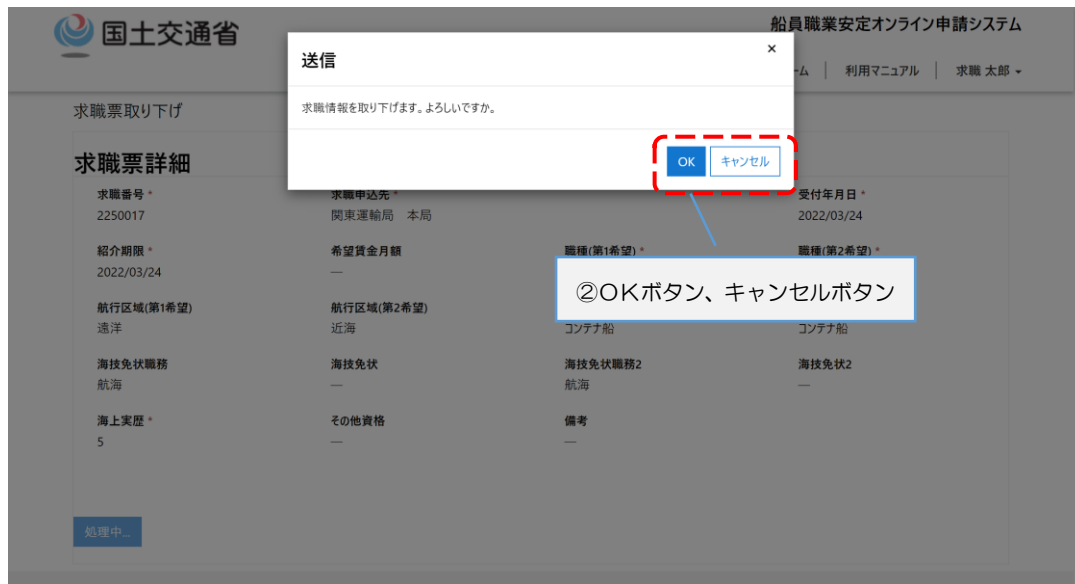 国土交通省
船員職業安定オンライン申請システム
ーム | 利用マニュアル | 求職 太郎
送信 ×
求職情報を取り下げます。よろしいですか。
OK キャンセル
求職票取り下げ
求職票詳細
求職番号 * 求職申込先 * 受付年月日 *
2250017 関東運輸局 本局 2022/03/24
紹介期限 * 希望賃金月額 職種(第1希望) * 職種(第2希望) *
2022/03/24 —
②OKボタン、キャンセルボタン
航行区域(第1希望) 航行区域(第2希望)
遠洋 近海 コンテナ船 コンテナ船
海技免状職務 海技免状 海技免状職務2 海技免状2
航海 — 航海 —
海上実歴 * その他資格 備考
5 — —
処理中...